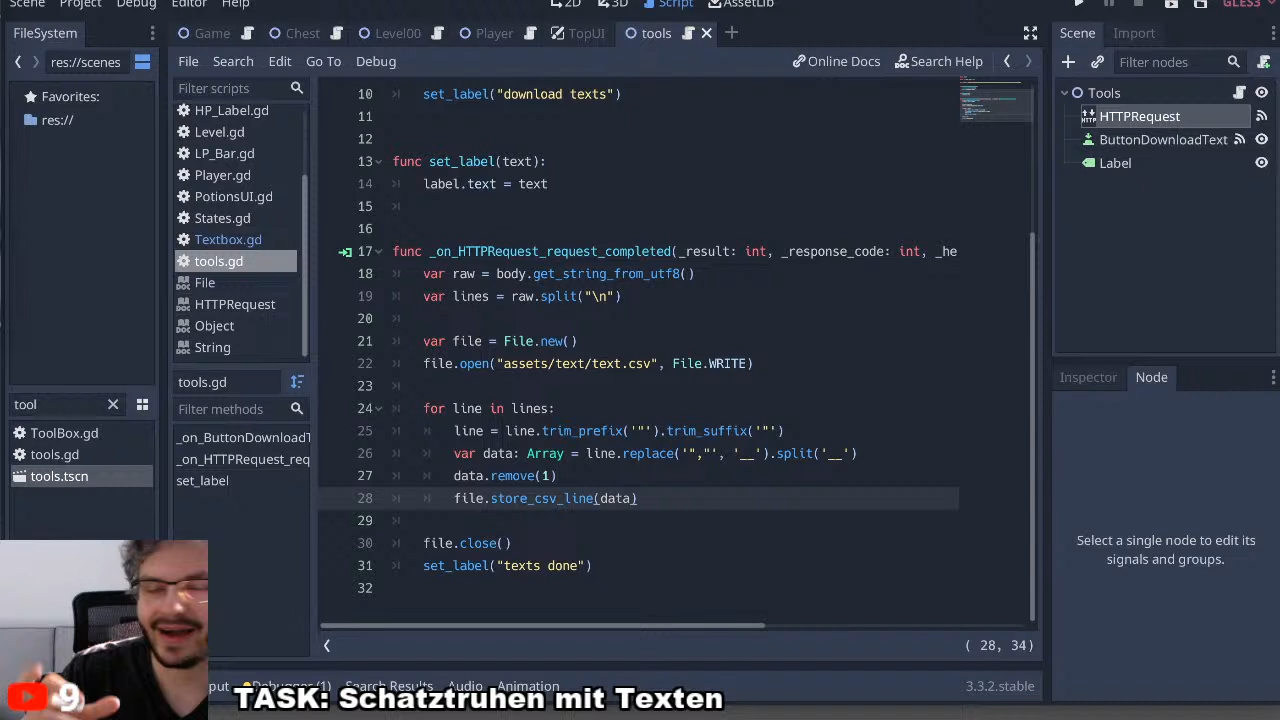 Scene Project Debug Editor Help
2D 3D Script AssetLib
GLES3
FileSystem
Game Chest Level00 Player TopUI tools
Scene Import
res://scenes
File Search Edit Go To Debug
Online Docs Search Help
Filter nodes
Favorites:
res://
Filter scripts
HP_Label.gd
Level.gd
LP_Bar.gd
Player.gd
PotionsUI.gd
States.gd
Textbox.gd
tools.gd
File
HTTPRequest
Object
String
tools.gd
Filter methods
_on_ButtonDownloadT
_on_HTTPRequest_req
set_label
tool
ToolBox.gd
tools.gd
tools.tscn
10 set_label("download texts")
11
12
13 func set_label(text):
14 label.text = text
15
16
17 func _on_HTTPRequest_request_completed(_result: int, _response_code: int, _he
18 var raw = body.get_string_from_utf8()
19 var lines = raw.split("\n")
20
21 var file = File.new()
22 file.open("assets/text/text.csv", File.WRITE)
23
24 for line in lines:
25 line = line.trim_prefix('"').trim_suffix('"')
26 var data: Array = line.replace('","', '__').split('__')
27 data.remove(1)
28 file.store_csv_line(data)
29
30 file.close()
31 set_label("texts done")
32
( 28, 34)
Tools
HTTPRequest
ButtonDownloadText
Label
Inspector Node
Select a single node to edit its
signals and groups.
Debugger (1) Search Results Audio Animation
3.3.2.stable
9
TASK: Schatztruhen mit Texten